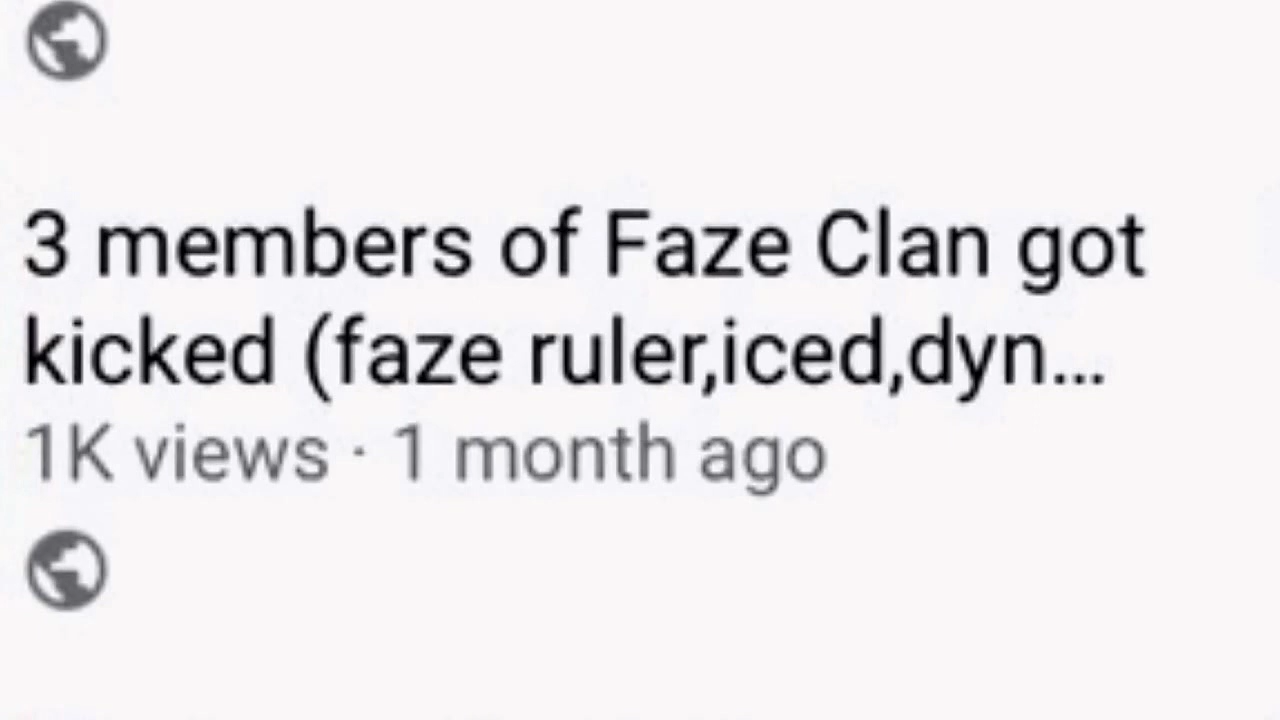 3 members of Faze Clan got
kicked (faze ruler,iced,dyn...
1K views · 1 month ago